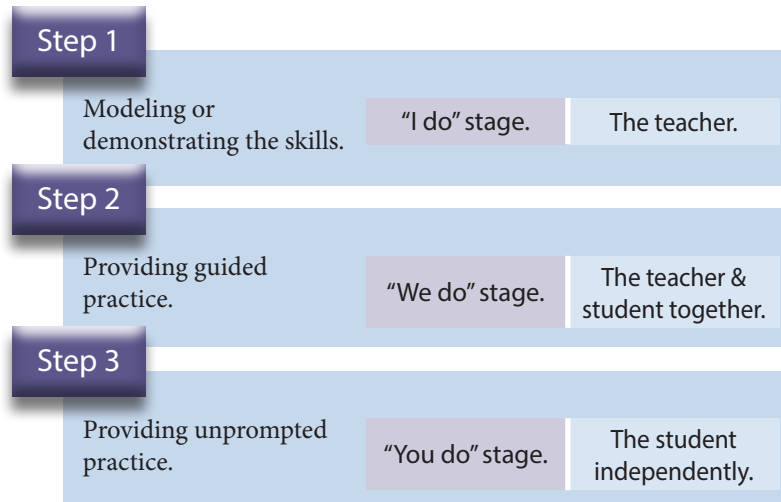 Step 1
Modeling or
demonstrating the skills.
“I do” stage.
The teacher.
Step 2
Providing guided
practice.
“We do” stage.
The teacher &
student together.
Step 3
Providing unprompted
practice.
“You do” stage.
The student
independently.